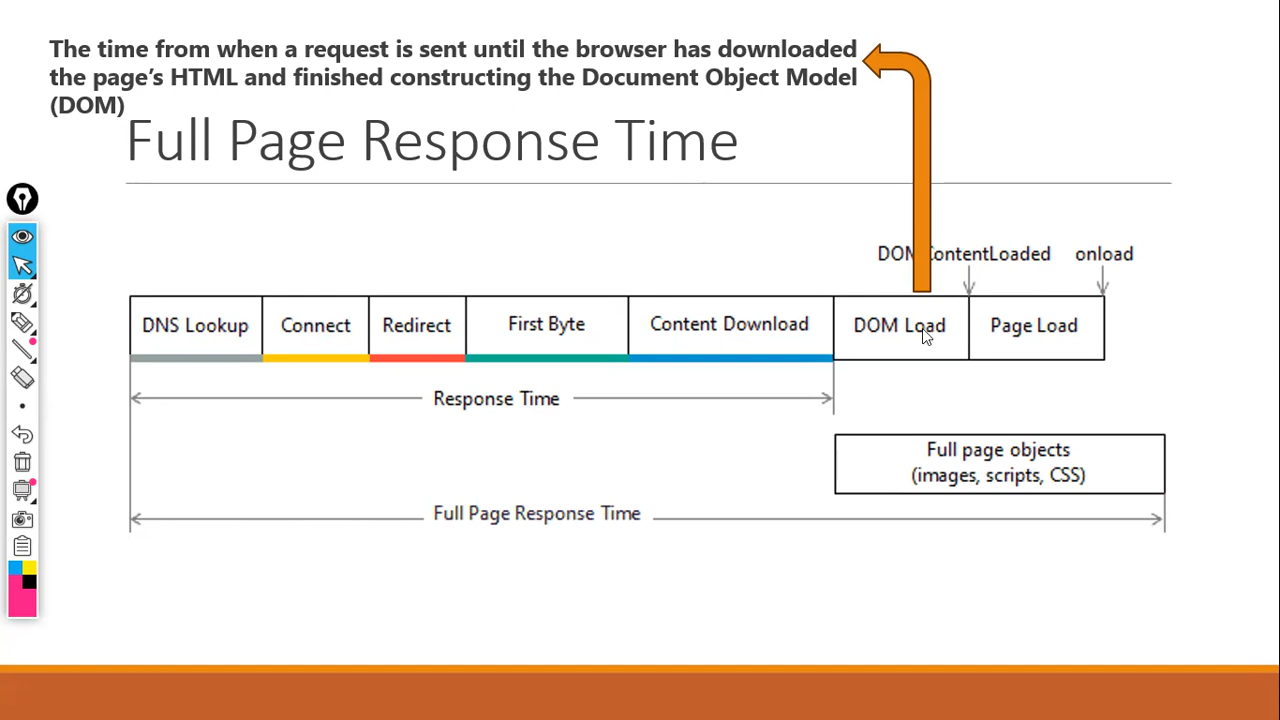 The time from when a request is sent until the browser has downloaded
the page's HTML and finished constructing the Document Object Model
(DOM)
Full Page Response Time
DOMContentLoaded onload
DNS Lookup Connect Redirect First Byte Content Download DOM Load Page Load
Response Time
Full page objects
(images, scripts, CSS)
Full Page Response Time